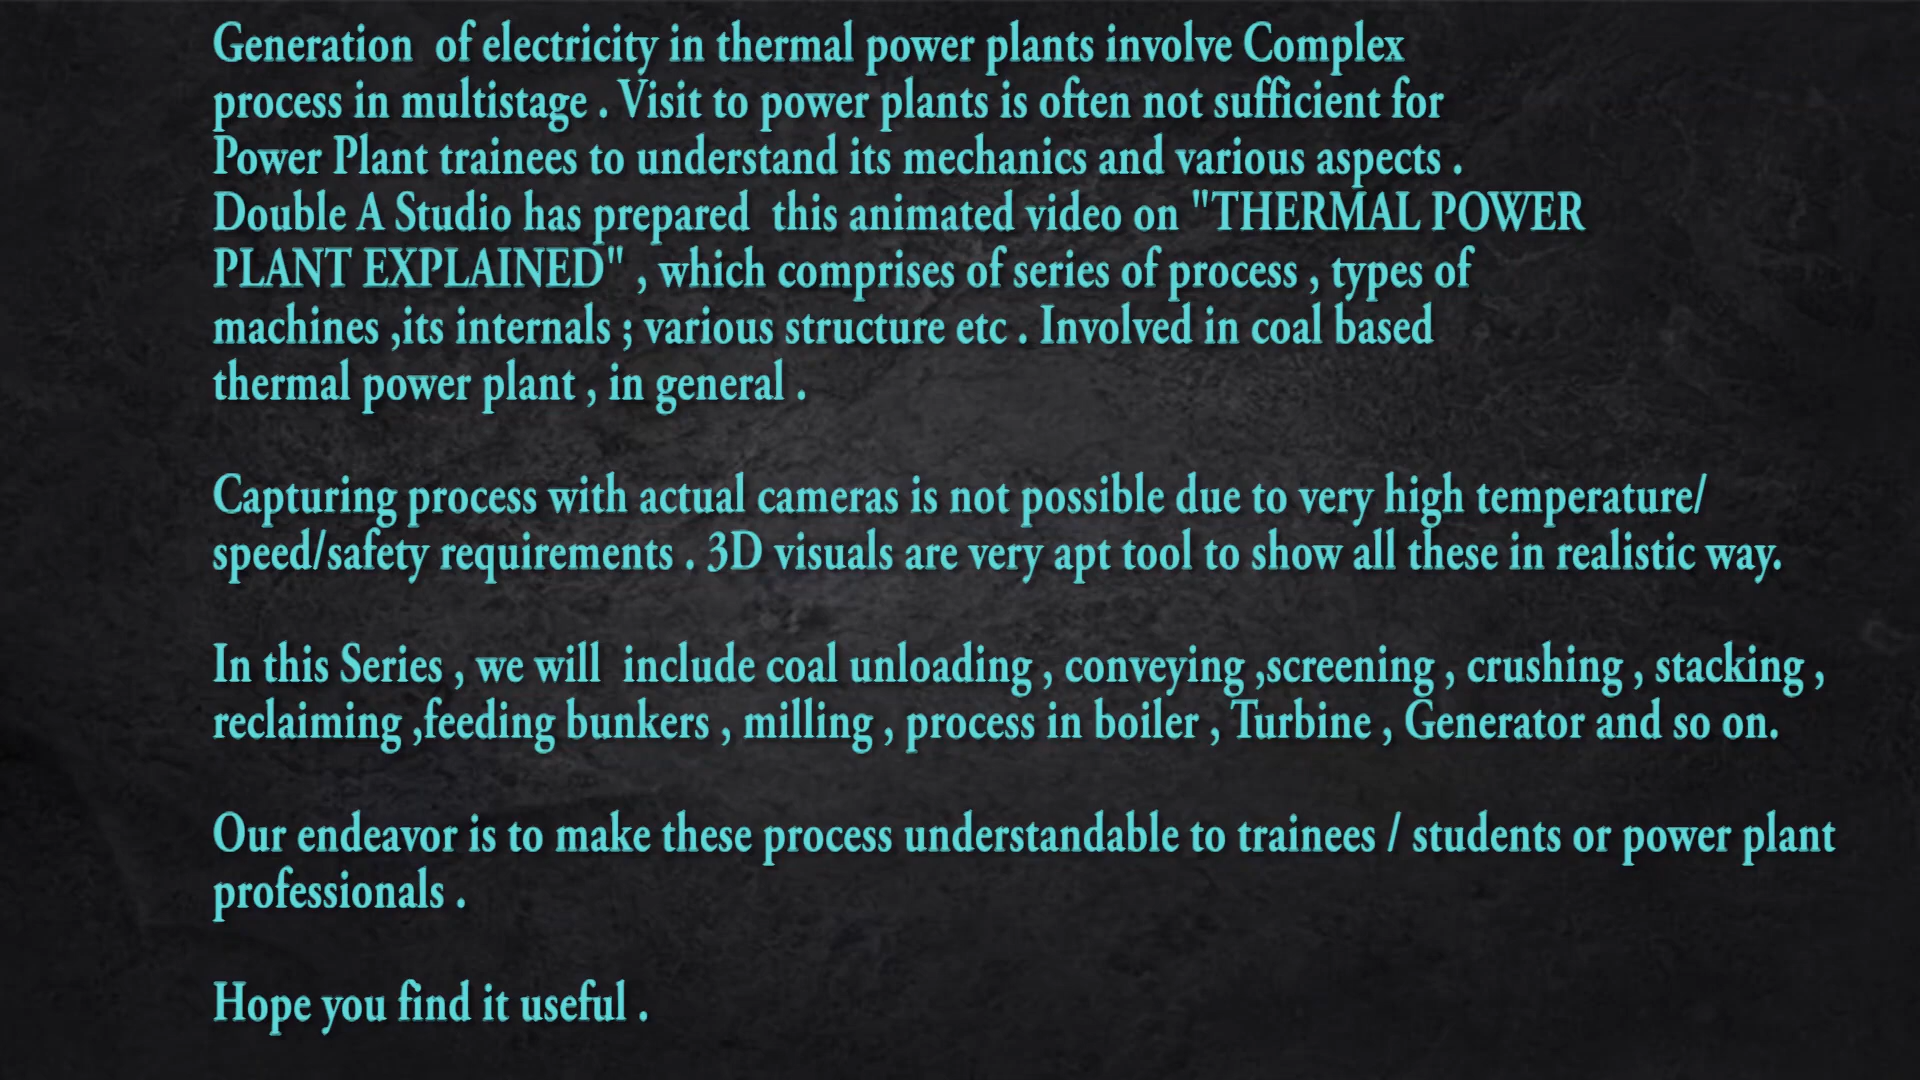 Generation  of electricity in thermal power plants involve Complex
process in multistage . Visit to power plants is often not sufficient for
Power Plant trainees to understand its mechanics and various aspects .
Double A Studio has prepared  this animated video on "THERMAL POWER
PLANT EXPLAINED" , which comprises of series of process , types of
machines ,its internals ; various structure etc . Involved in coal based
thermal power plant , in general .
Capturing process with actual cameras is not possible due to very high temperature/
speed/safety requirements . 3D visuals are very apt tool to show all these in realistic way.
In this Series , we will  include coal unloading , conveying ,screening , crushing , stacking ,
reclaiming ,feeding bunkers , milling , process in boiler , Turbine , Generator and so on.
Our endeavor is to make these process understandable to trainees / students or power plant
professionals .
Hope you find it useful .